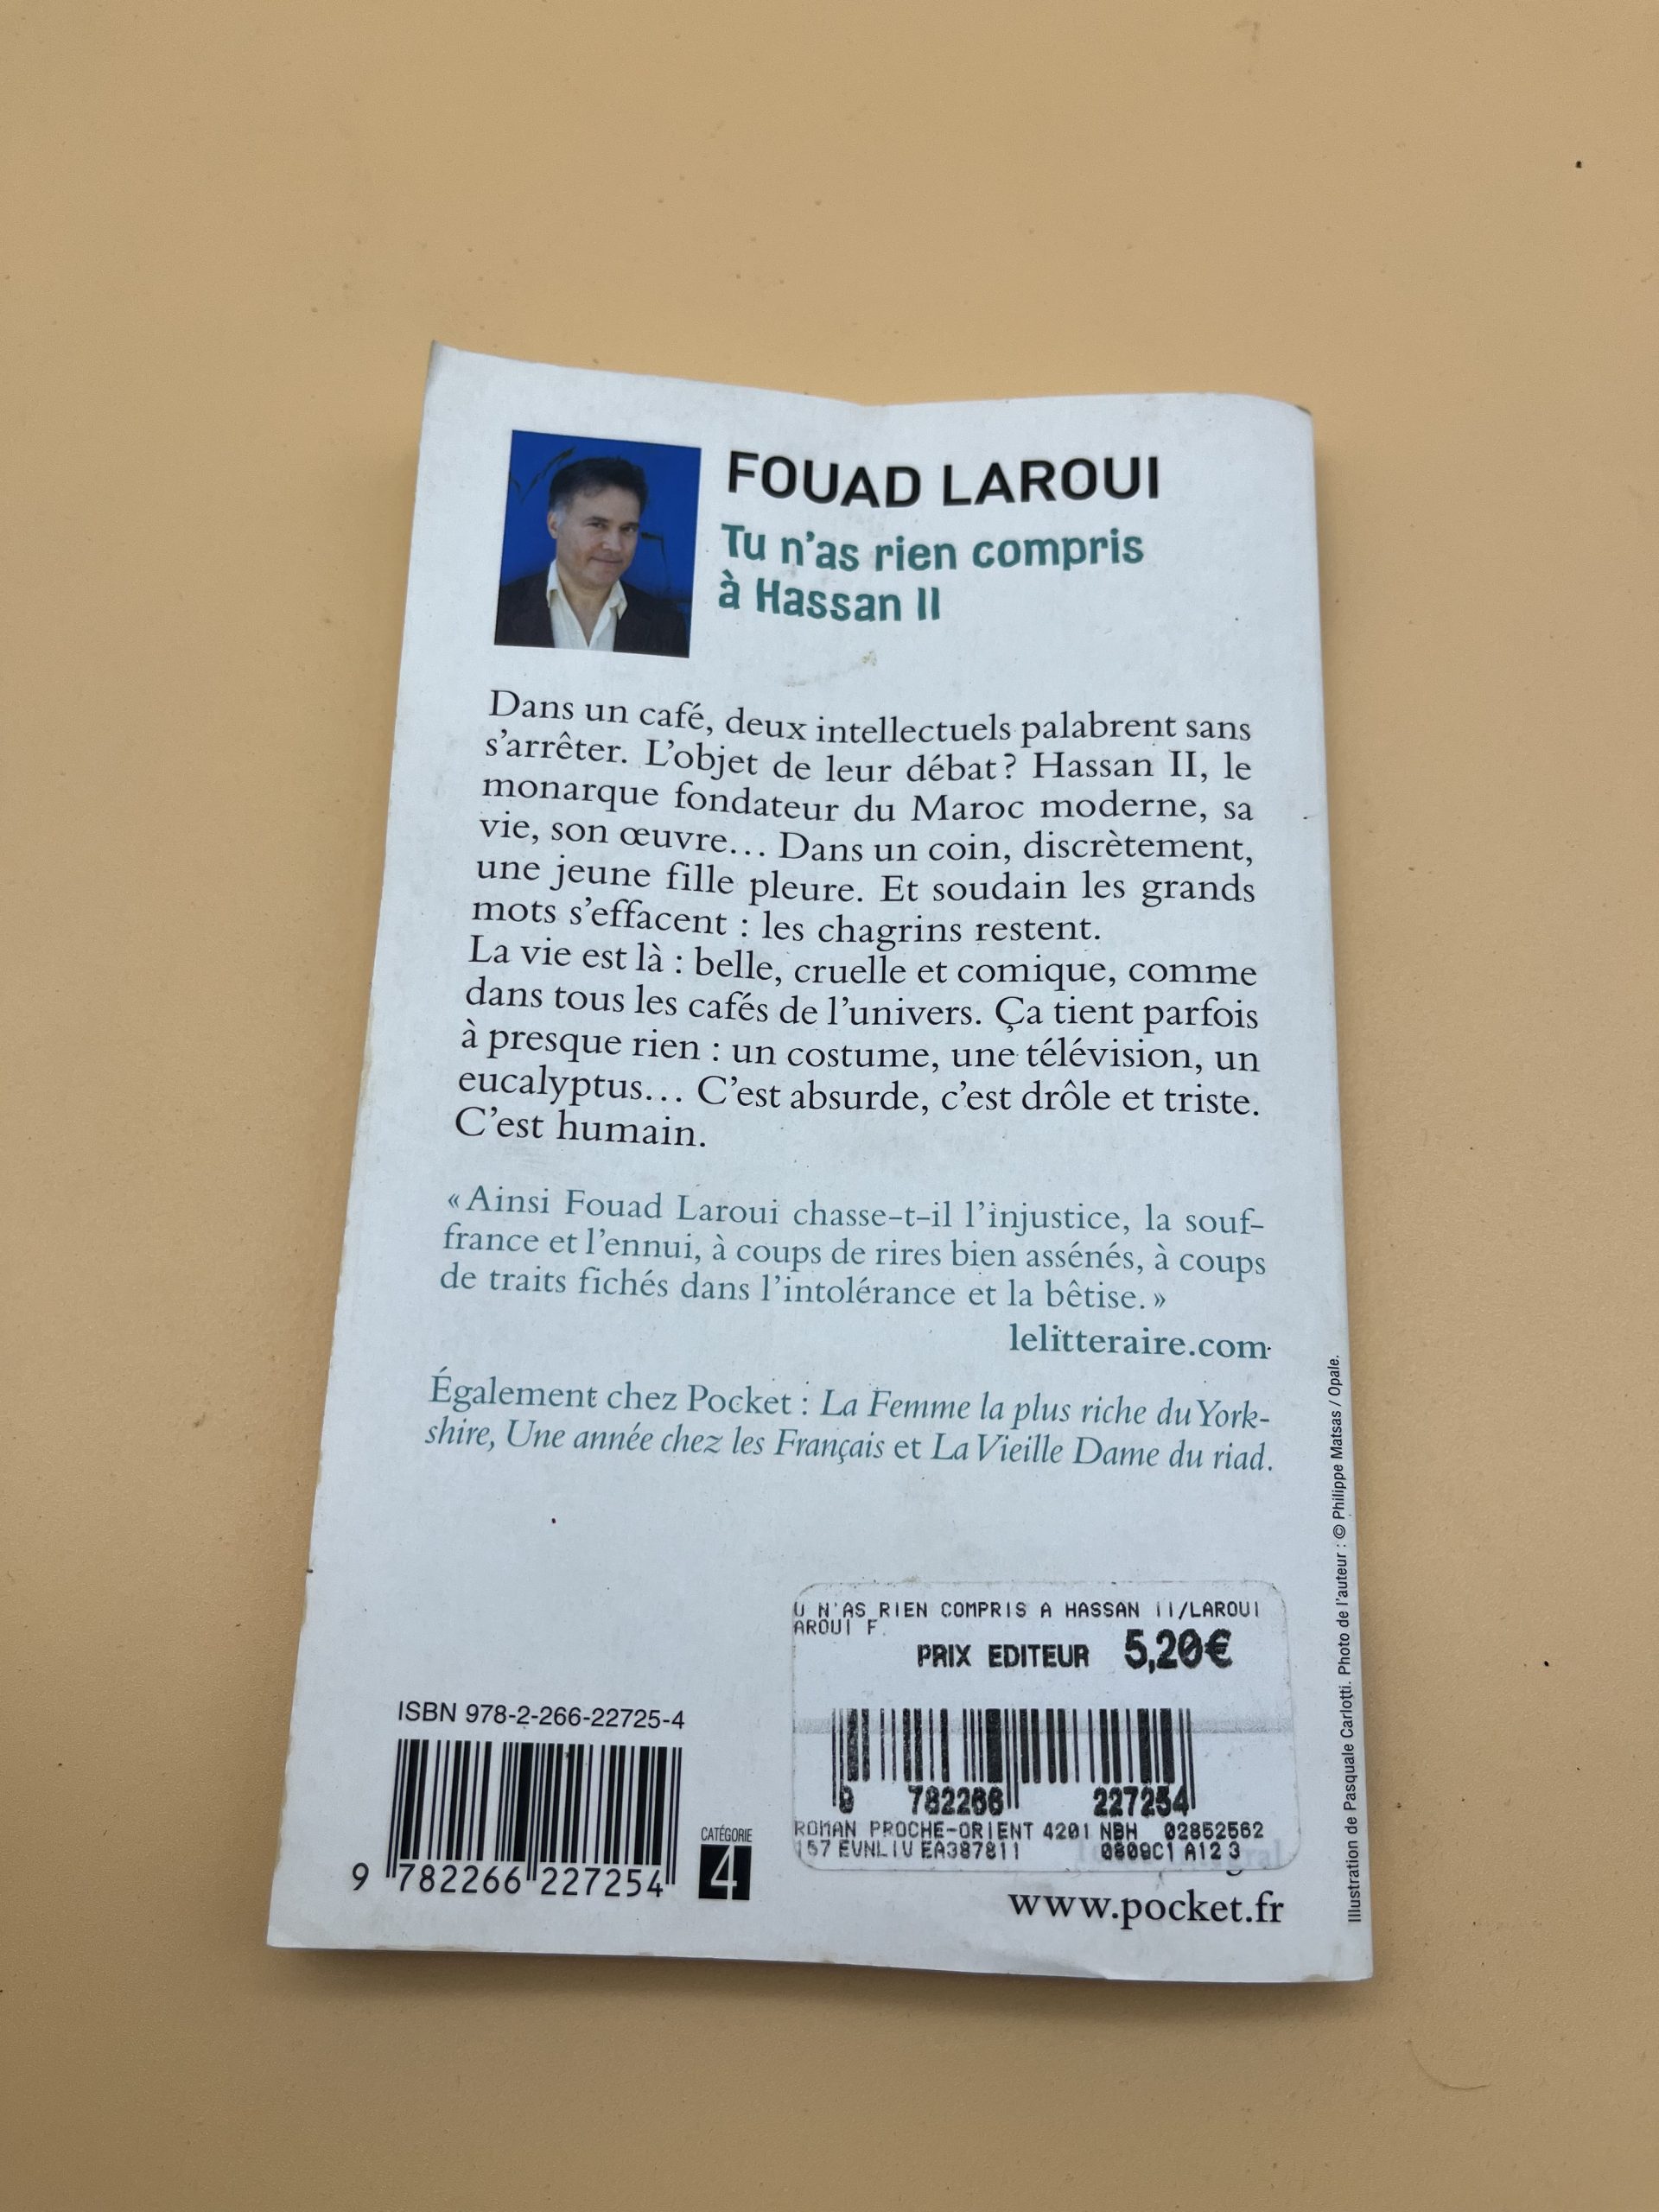 FOUAD LAROUI
Tu n'as rien compris
à Hassan II
Dans un café, deux intellectuels palabrent sans
s'arrêter. L'objet de leur débat ? Hassan II, le
monarque fondateur du Maroc moderne, sa
vie, son œuvre... Dans un coin, discrètement,
une jeune fille pleure. Et soudain les grands
mots s'effacent : les chagrins restent.
La vie est là : belle, cruelle et comique, comme
dans tous les cafés de l'univers. Ça tient parfois
à presque rien : un costume, une télévision, un
eucalyptus... C'est absurde, c'est drôle et triste.
C'est humain.
« Ainsi Fouad Laroui chasse-t-il l'injustice, la souf-
france et l'ennui, à coups de rires bien assénés, à coups
de traits fichés dans l'intolérance et la bêtise. »
lelitteraire.com
Également chez Pocket : La Femme la plus riche du York-
shire, Une année chez les Français et La Vieille Dame du riad.
U N'AS RIEN COMPRIS A HASSAN II/LAROUI
AROUI F.
PRIX EDITEUR 5,20€
9 782266 227254
ROMAN PROCHE-ORIENT 4201 NBH 02852562
157 EVNLIV EA387811 0809C1 A12 3
ISBN 978-2-266-22725-4
9 782266 227254
CATÉGORIE
4
www.pocket.fr
Illustration de Pasquale Carlotti. Photo de l'auteur : © Philippe Matsas / Opale.